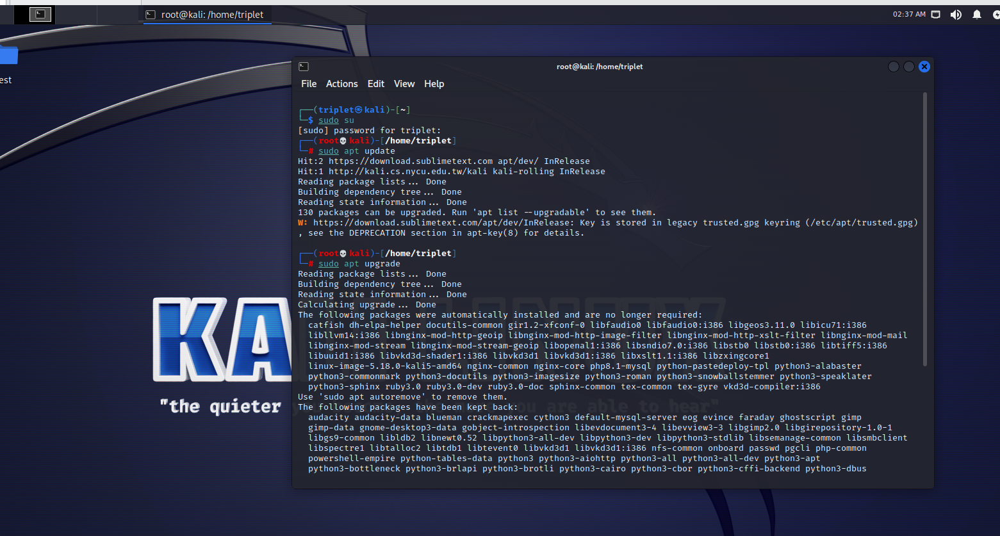 root@kali: /home/triplet
02:37 AM
est
root@kali: /home/triplet
File Actions Edit View Help
┌──(triplet㉿kali)-[~]
└─$ sudo su
[sudo] password for triplet:
┌──(root💀kali)-[/home/triplet]
└─# sudo apt update
Hit:2 https://download.sublimetext.com apt/dev/ InRelease
Hit:1 http://kali.cs.nycu.edu.tw/kali kali-rolling InRelease
Reading package lists... Done
Building dependency tree... Done
Reading state information... Done
130 packages can be upgraded. Run 'apt list --upgradable' to see them.
W: https://download.sublimetext.com/apt/dev/InRelease: Key is stored in legacy trusted.gpg keyring (/etc/apt/trusted.gpg)
, see the DEPRECATION section in apt-key(8) for details.
┌──(root💀kali)-[/home/triplet]
└─# sudo apt upgrade
Reading package lists... Done
Building dependency tree... Done
Reading state information... Done
Calculating upgrade... Done
The following packages were automatically installed and are no longer required:
catfish dh-elpa-helper docutils-common gir1.2-xfconf-0 libfaudio0 libfaudio0:i386 libgeos3.11.0 libicu71:i386
libllvm14:i386 libnginx-mod-http-geoip libnginx-mod-http-image-filter libnginx-mod-http-xslt-filter libnginx-mod-mail
libnginx-mod-stream libnginx-mod-stream-geoip libopenal1:i386 libsndio7.0:i386 libstb0 libstb0:i386 libtiff5:i386
libuuid1:i386 libvkd3d-shader1:i386 libvkd3d1 libvkd3d1:i386 libxslt1.1:i386 libzxingcore1
linux-image-5.18.0-kali5-amd64 nginx-common nginx-core php8.1-mysql python-pastedeploy-tpl python3-alabaster
python3-commonmark python3-docutils python3-imagesize python3-roman python3-snowballstemmer python3-speaklater
python3-sphinx ruby3.0 ruby3.0-dev ruby3.0-doc sphinx-common tex-common tex-gyre vkd3d-compiler:i386
Use 'sudo apt autoremove' to remove them.
The following packages have been kept back:
audacity audacity-data blueman crackmapexec cython3 default-mysql-server eog evince faraday ghostscript gimp
gimp-data gnome-desktop3-data gobject-introspection libevdocument3-4 libevview3-3 libgimp2.0 libgirepository-1.0-1
libgs9-common libldb2 libnewt0.52 libpython3-all-dev libpython3-dev libpython3-stdlib libsemanage-common libsmbclient
libspectre1 libtalloc2 libtdb1 libtevent0 libvkd3d1 libvkd3d1:i386 nfs-common onboard passwd pgcli php-common
powershell-empire python-tables-data python3 python3-aiohttp python3-all python3-all-dev python3-apt
python3-bottleneck python3-brlapi python3-brotli python3-cairo python3-cbor python3-cffi-backend python3-dbus
KA
"the quieter you are able to hear"